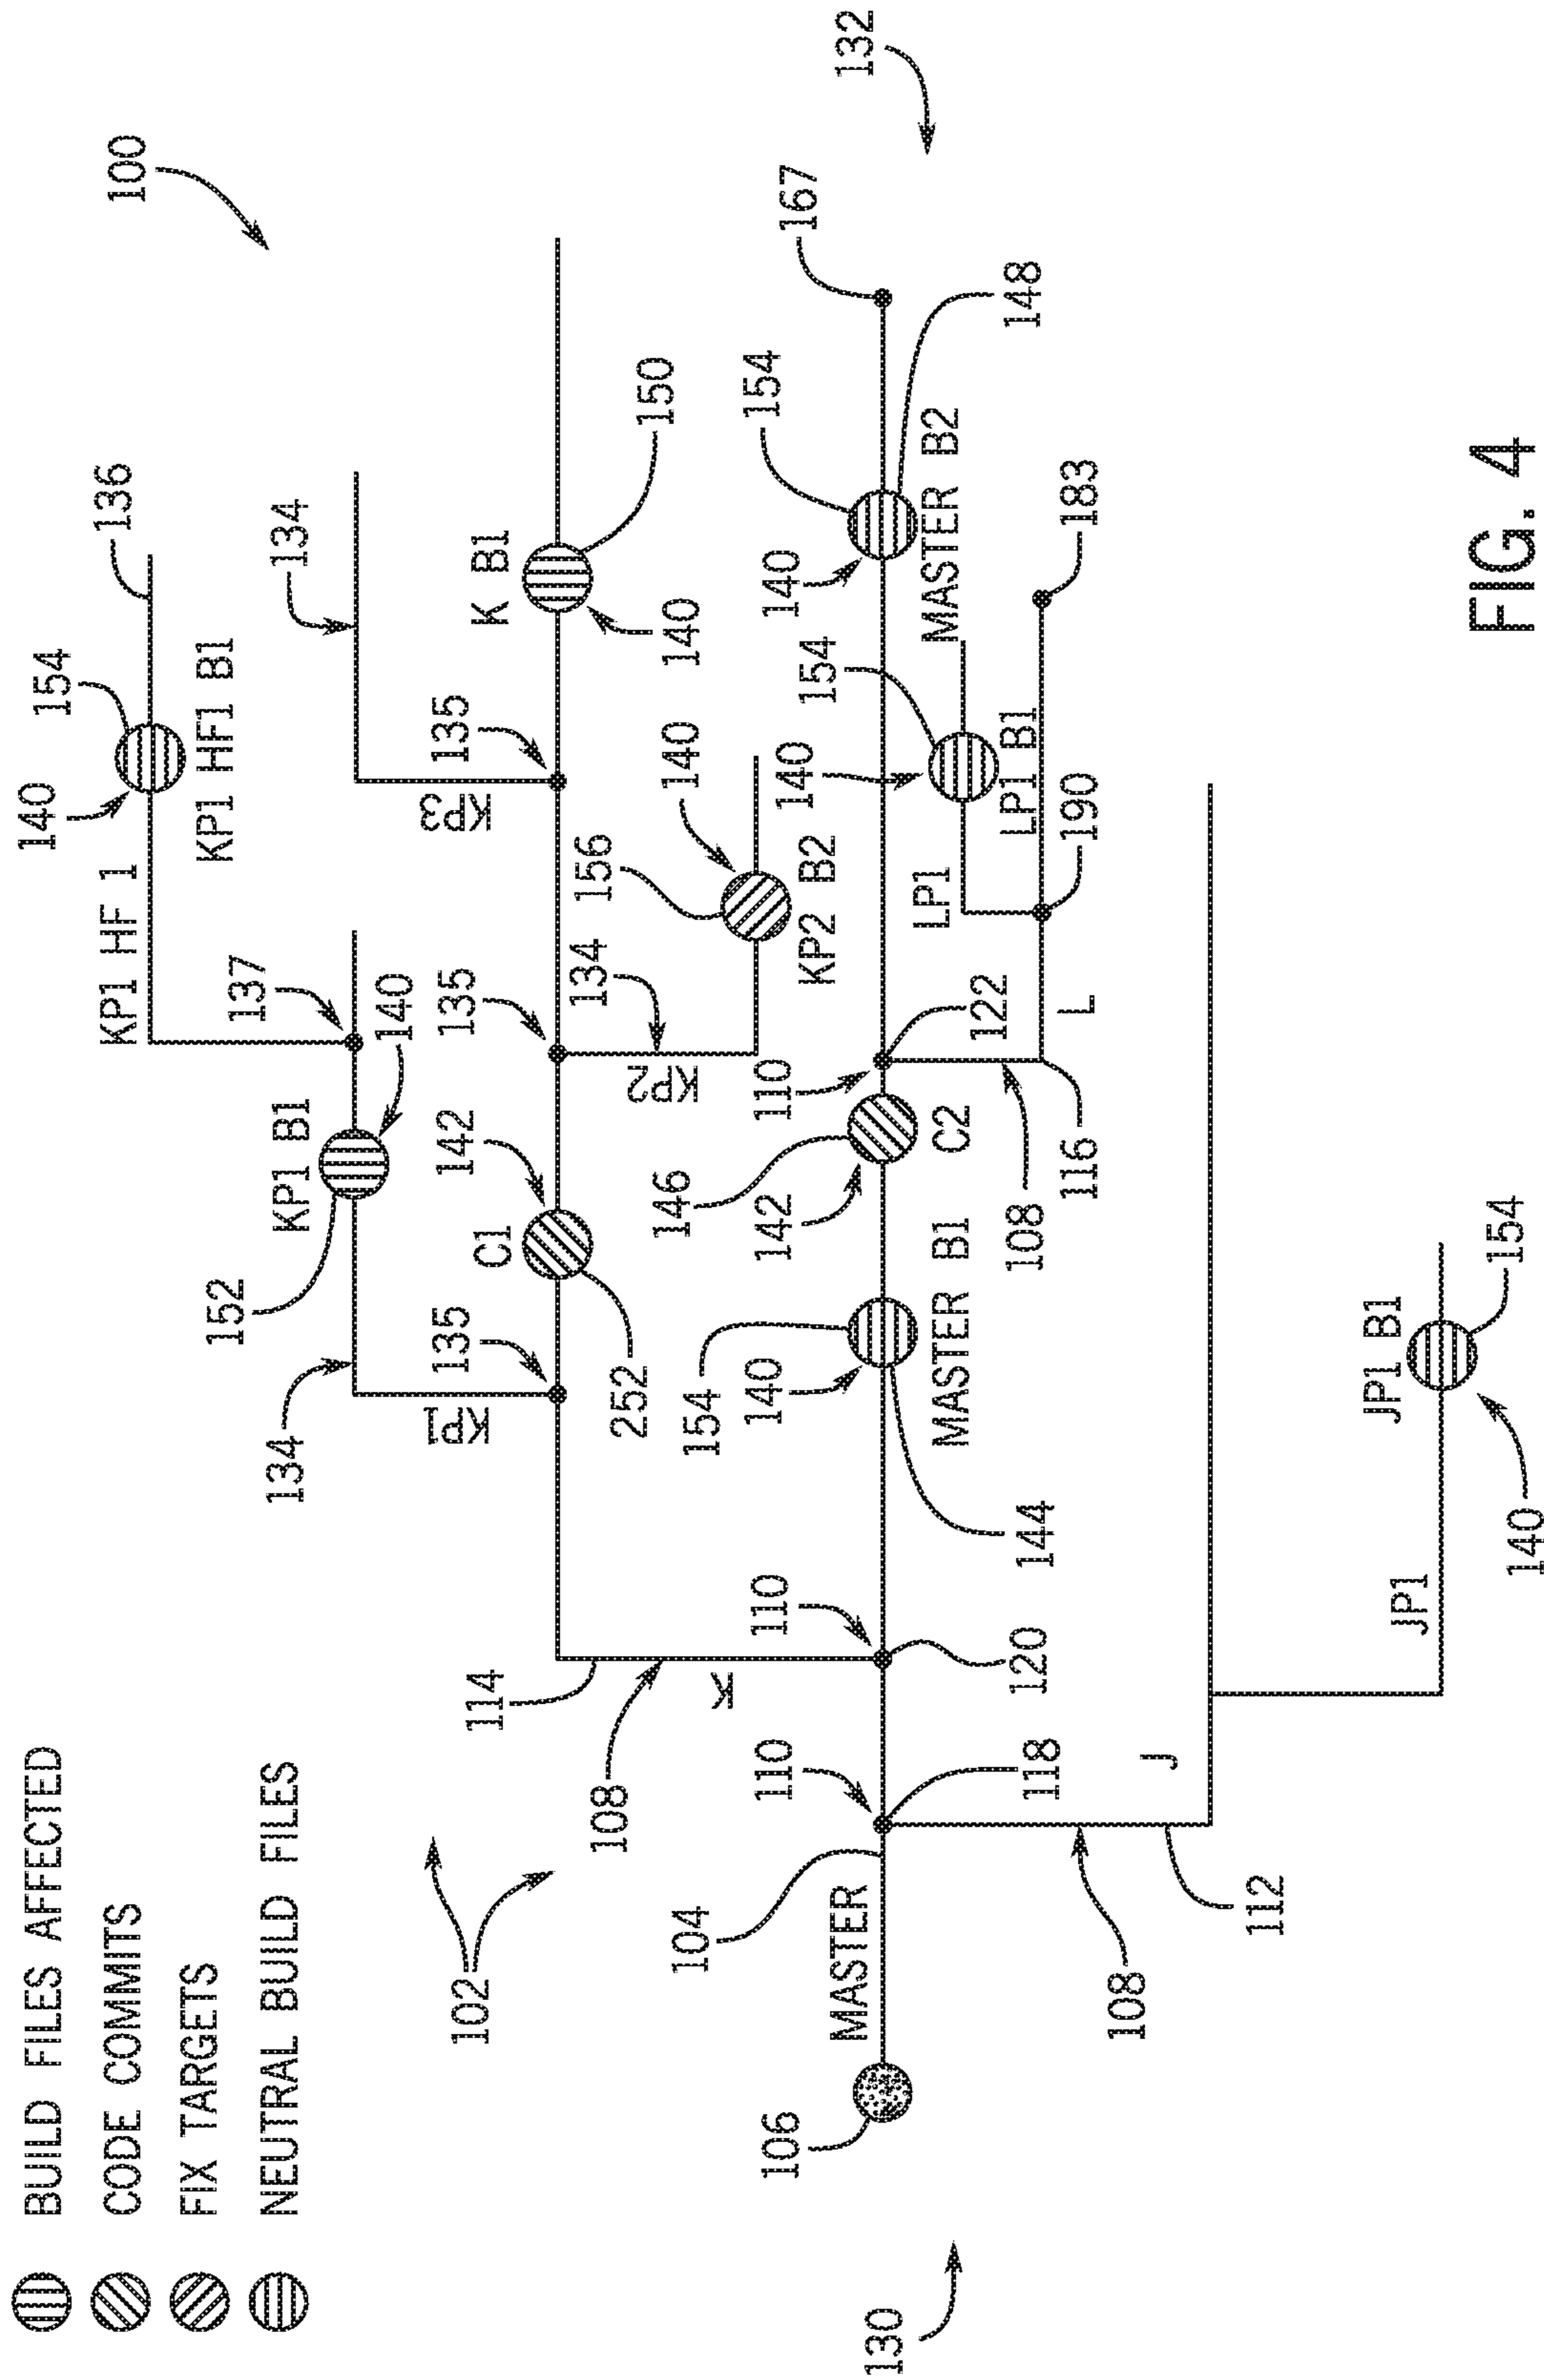 BUILD FILES AFFECTED
CODE COMMITS
FIX TARGETS
NEUTRAL BUILD FILES
100
102
140
154
136
KP1 HF 1
KP1 HF1 B1
137
134
152
KP1 B1
140
134
KP1
135
C1
142
135
KP3
135
K B1
140
150
114
108
K
252
KP2
134
156
140
KP2 B2
132
106
MASTER
104
110
118
110
120
154
140
144
MASTER B1
146
142
C2
110
122
140
154
148
MASTER B2
167
130
108
112
J
108
116
L
LP1
140
154
LP1 B1
190
183
JP1
JP1 B1
140
154
FIG. 4